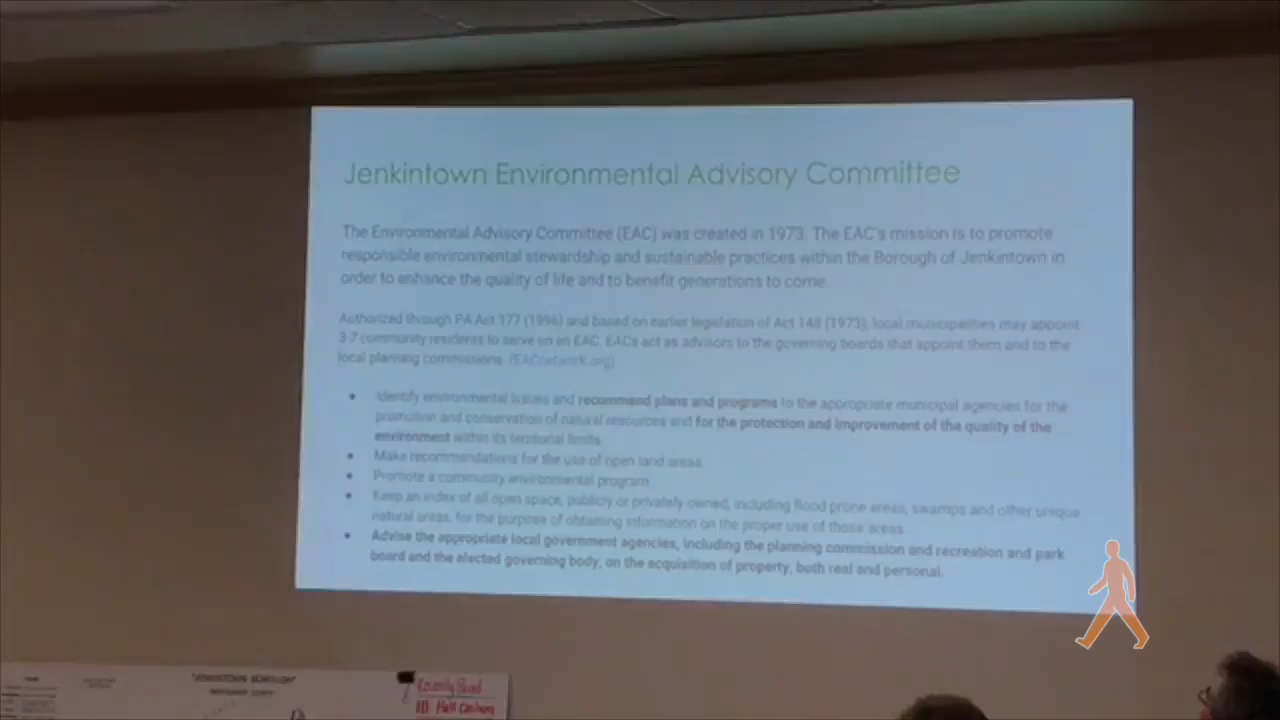 Jenkintown Environmental Advisory Committee
The Environmental Advisory Committee (EAC) was created in 1973. The EAC's mission is to promote
responsible environmental stewardship and sustainable practices within the Borough of Jenkintown in
order to enhance the quality of life and to benefit generations to come.
Authorized through PA Act 177 (1996) and based on earlier legislation of Act 148 (1973), local municipalities may appoint
3-7 community residents to serve on an EAC. EACs act as advisors to the governing boards that appoint them and to the
local planning commissions. (EACnetwork.org)
• Identify environmental issues and recommend plans and programs to the appropriate municipal agencies for the
promotion and conservation of natural resources and for the protection and improvement of the quality of the
environment within its territorial limits.
• Make recommendations for the use of open land areas.
• Promote a community environmental program.
• Keep an index of all open space, publicly or privately owned, including flood prone areas, swamps and other unique
natural areas, for the purpose of obtaining information on the proper use of those areas.
• Advise the appropriate local government agencies, including the planning commission and recreation and park
board and the elected governing body, on the acquisition of property, both real and personal.
JENKINTOWN BOROUGH